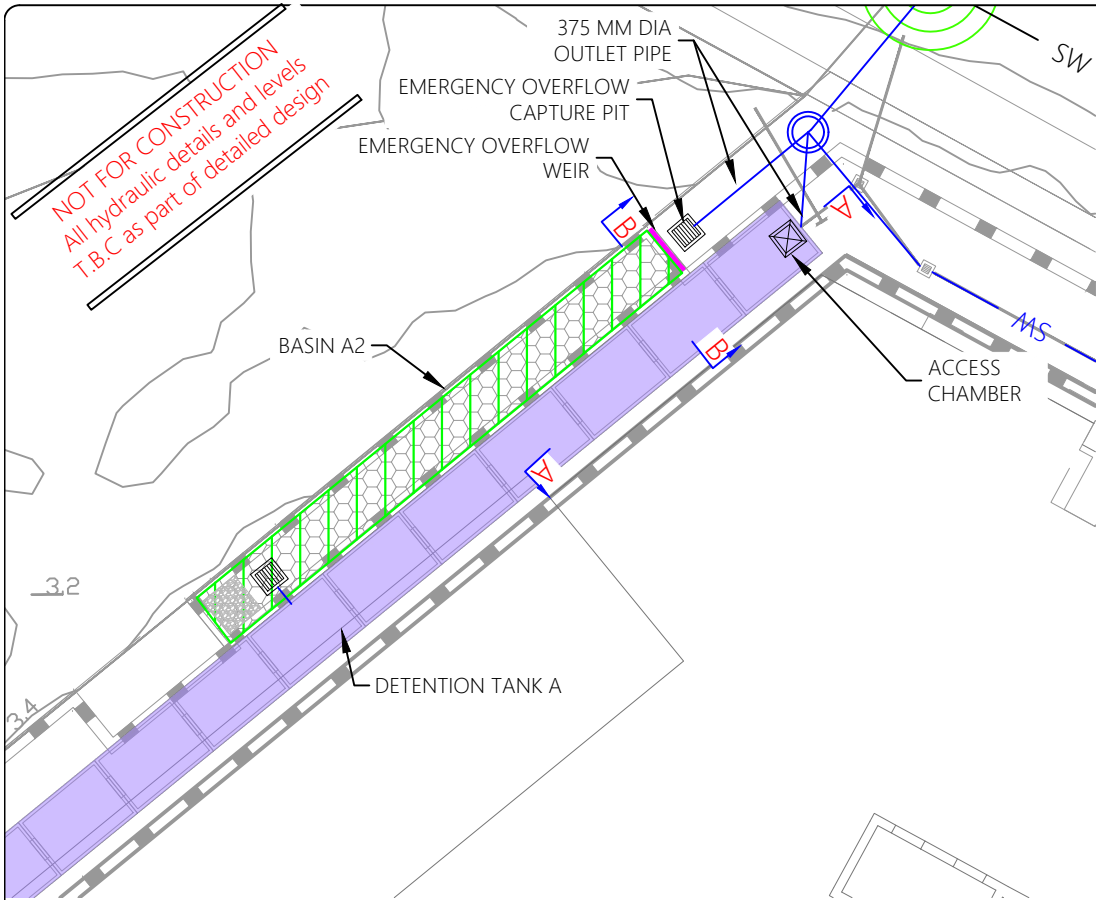 NOT FOR CONSTRUCTION
All hydraulic details and levels
T.B.C as part of detailed design
375 MM DIA
OUTLET PIPE
SW
EMERGENCY OVERFLOW
CAPTURE PIT
EMERGENCY OVERFLOW
WEIR
B
A
BASIN A2
B
SW
ACCESS
CHAMBER
A
3.2
DETENTION TANK A
3.4